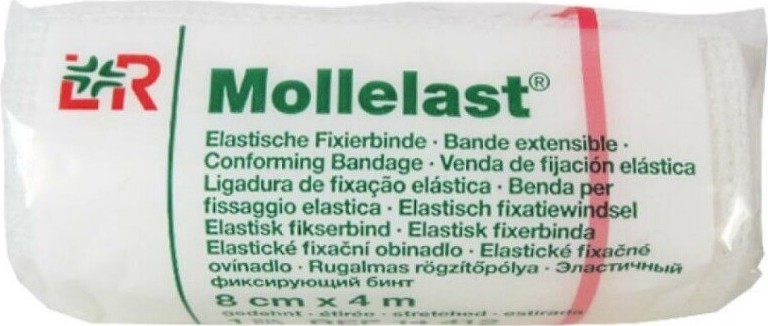 L&R
Mollelast®
Elastische Fixierbinde · Bande extensible ·
Conforming Bandage · Venda de fijación elástica
Ligadura de fixação elástica · Benda per
fissaggio elastica · Elastisch fixatiewindsel
Elastisk fikserbind · Elastisk fixerbinda
Elastické fixační obinadlo · Elastické fixačné
ovínadlo · Rugalmas rögzítőpólya · Эластичный
фиксирующий бинт
8 cm x 4 m
gedehnt · étirée · stretched · estirada